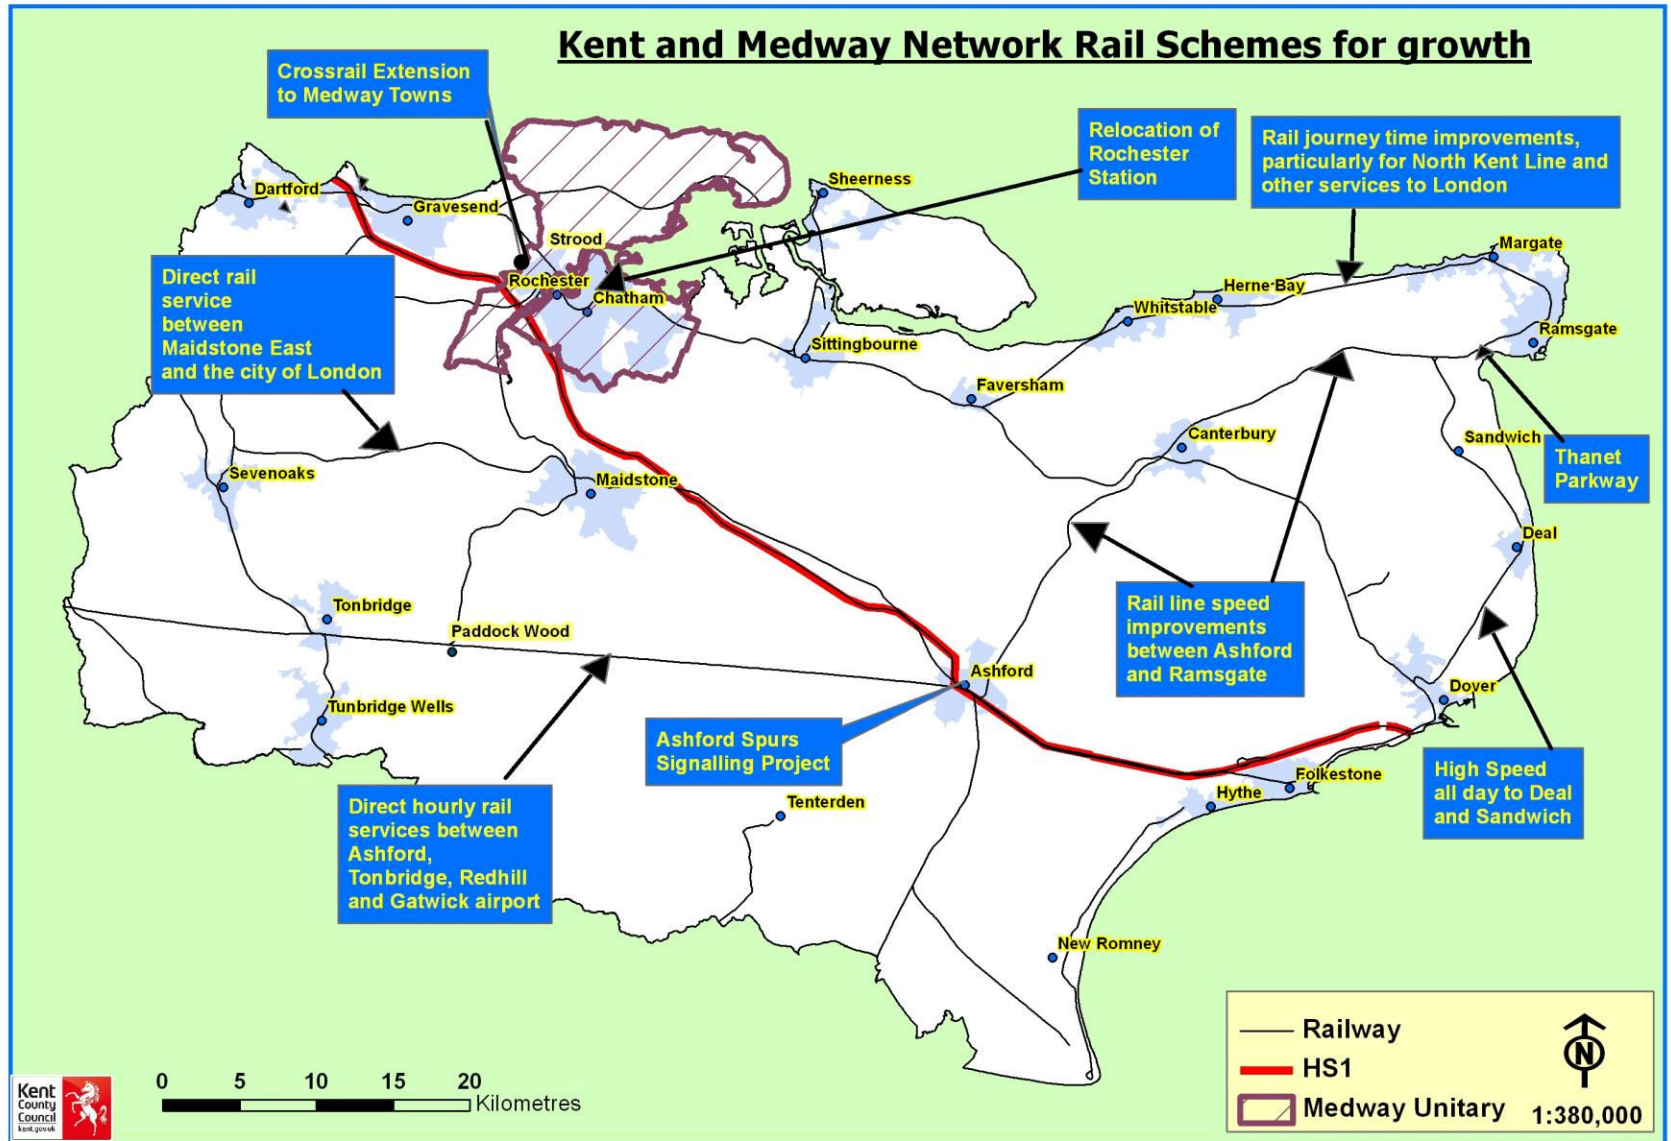 Kent and Medway Network Rail Schemes for growth
Crossrail Extension
to Medway Towns
Relocation of
Rochester
Station
Rail journey time improvements,
particularly for North Kent Line and
other services to London
Dartford
Gravesend
Sheerness
Strood
Margate
Direct rail
service
between
Maidstone East
and the city of London
Rochester
Chatham
Herne Bay
Whitstable
Ramsgate
Sittingbourne
Faversham
Canterbury
Sandwich
Thanet
Parkway
Sevenoaks
Maidstone
Deal
Tonbridge
Paddock Wood
Rail line speed
improvements
between Ashford
and Ramsgate
Ashford
Dover
Tunbridge Wells
Ashford Spurs
Signalling Project
High Speed
all day to Deal
and Sandwich
Folkestone
Hythe
Tenterden
Direct hourly rail
services between
Ashford,
Tonbridge, Redhill
and Gatwick airport
New Romney
Railway
HS1
Medway Unitary
N
1:380,000
Kent
County
Council
kent.gov.uk
0 5 10 15 20
Kilometres